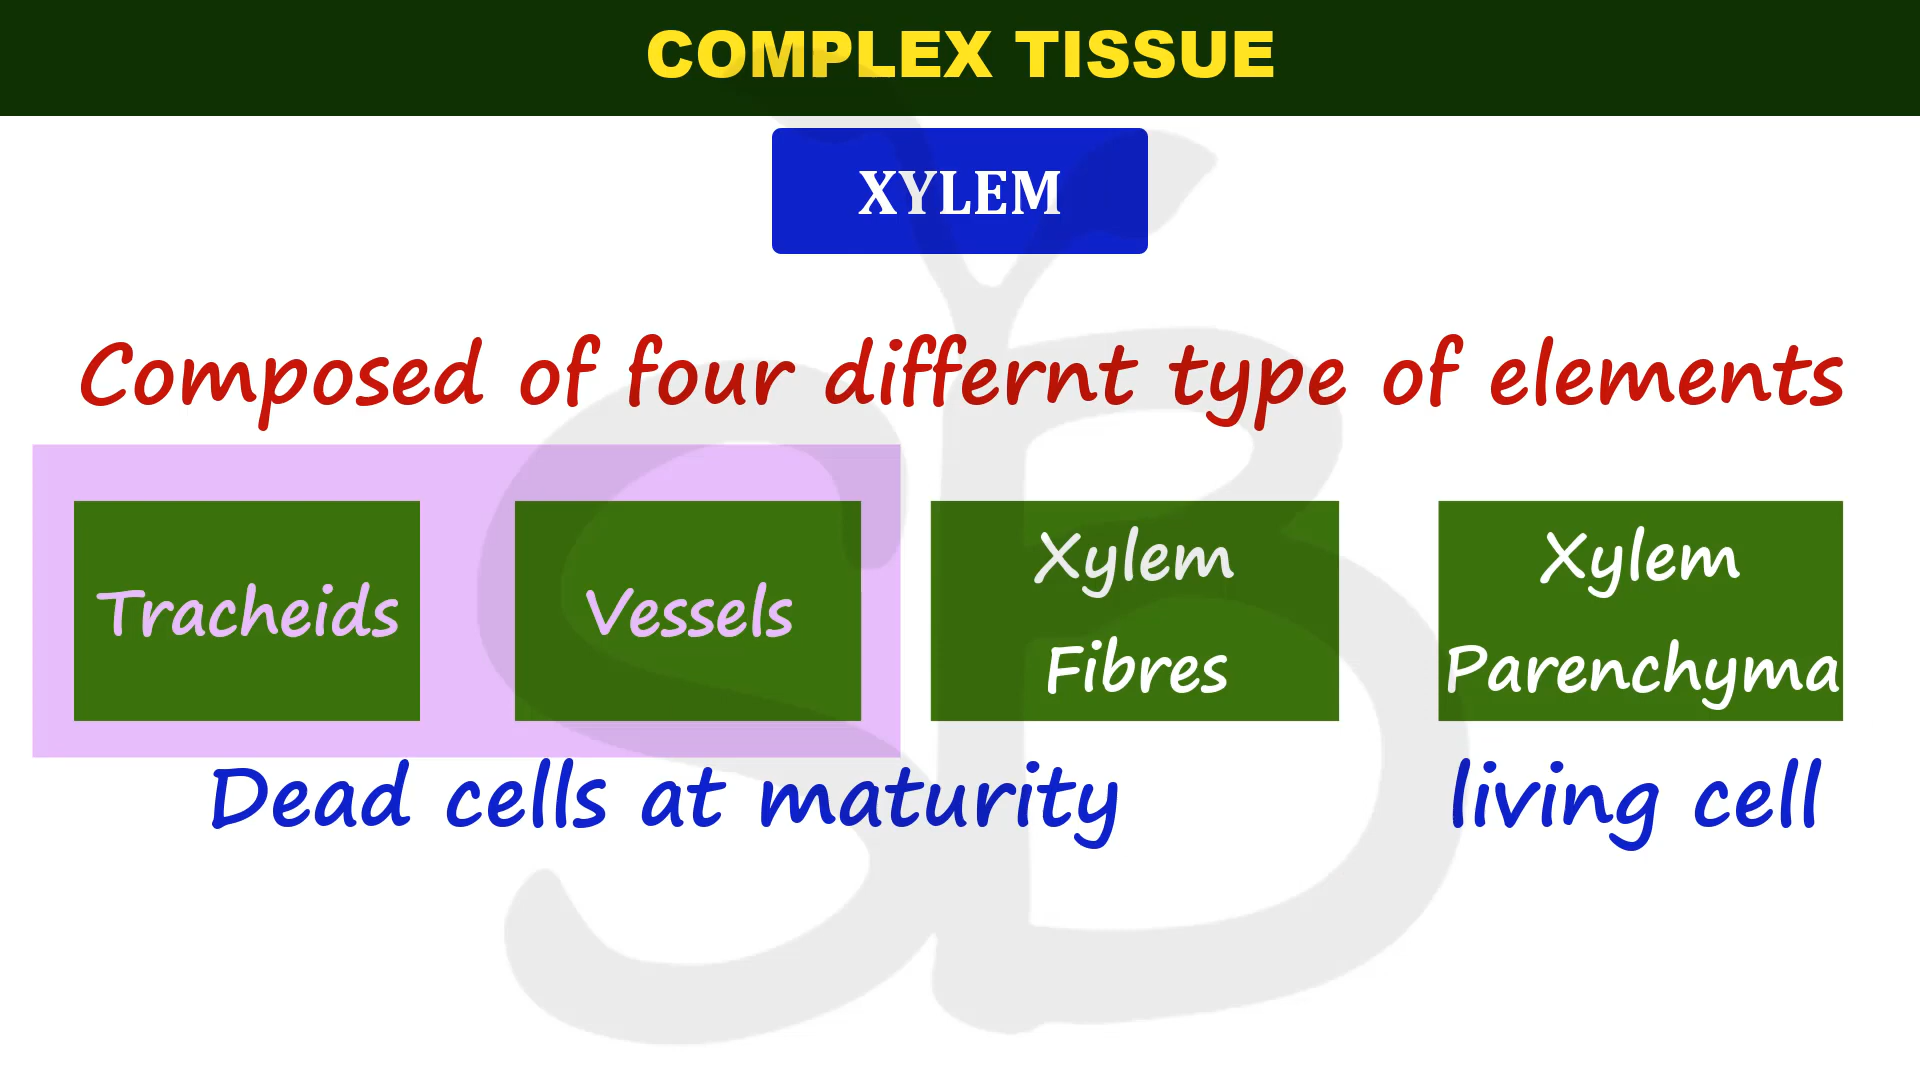 COMPLEX TISSUE
XYLEM
Composed of four differnt type of elements
Tracheids
Vessels
Xylem
Fibres
Xylem
Parenchyma
Dead cells at maturity
living cell
SB